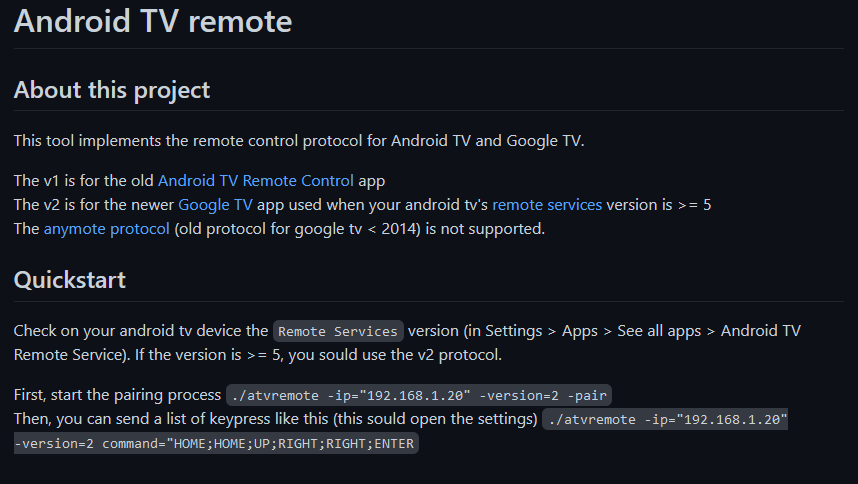 Android TV remote
About this project
This tool implements the remote control protocol for Android TV and Google TV.
The v1 is for the old Android TV Remote Control app
The v2 is for the newer Google TV app used when your android tv's remote services version is >= 5
The anymote protocol (old protocol for google tv < 2014) is not supported.
Quickstart
Check on your android tv device the Remote Services version (in Settings > Apps > See all apps > Android TV
Remote Service). If the version is >= 5, you sould use the v2 protocol.
First, start the pairing process ./atvremote -ip="192.168.1.20" -version=2 -pair
Then, you can send a list of keypress like this (this sould open the settings) ./atvremote -ip="192.168.1.20"
-version=2 command="HOME;HOME;UP;RIGHT;RIGHT;ENTER